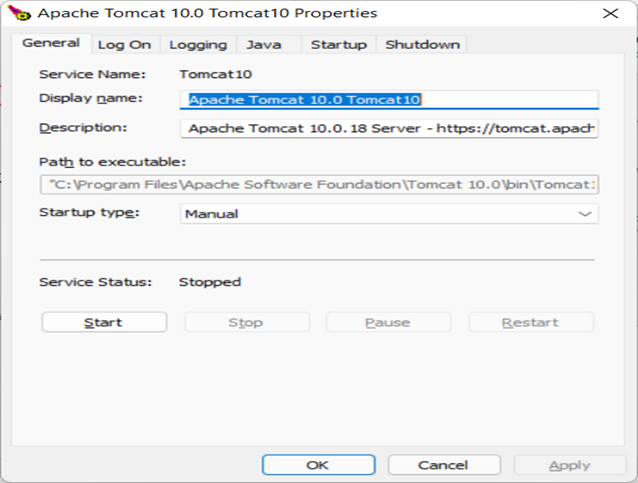 Apache Tomcat 10.0 Tomcat10 Properties
General Log On Logging Java Startup Shutdown
Service Name: Tomcat10
Display name: Apache Tomcat 10.0 Tomcat10
Description: Apache Tomcat 10.0.18 Server - https://tomcat.apach
Path to executable:
"C:\Program Files\Apache Software Foundation\Tomcat 10.0\bin\Tomcat1
Startup type: Manual
Service Status: Stopped
Start Stop Pause Restart
OK Cancel Apply